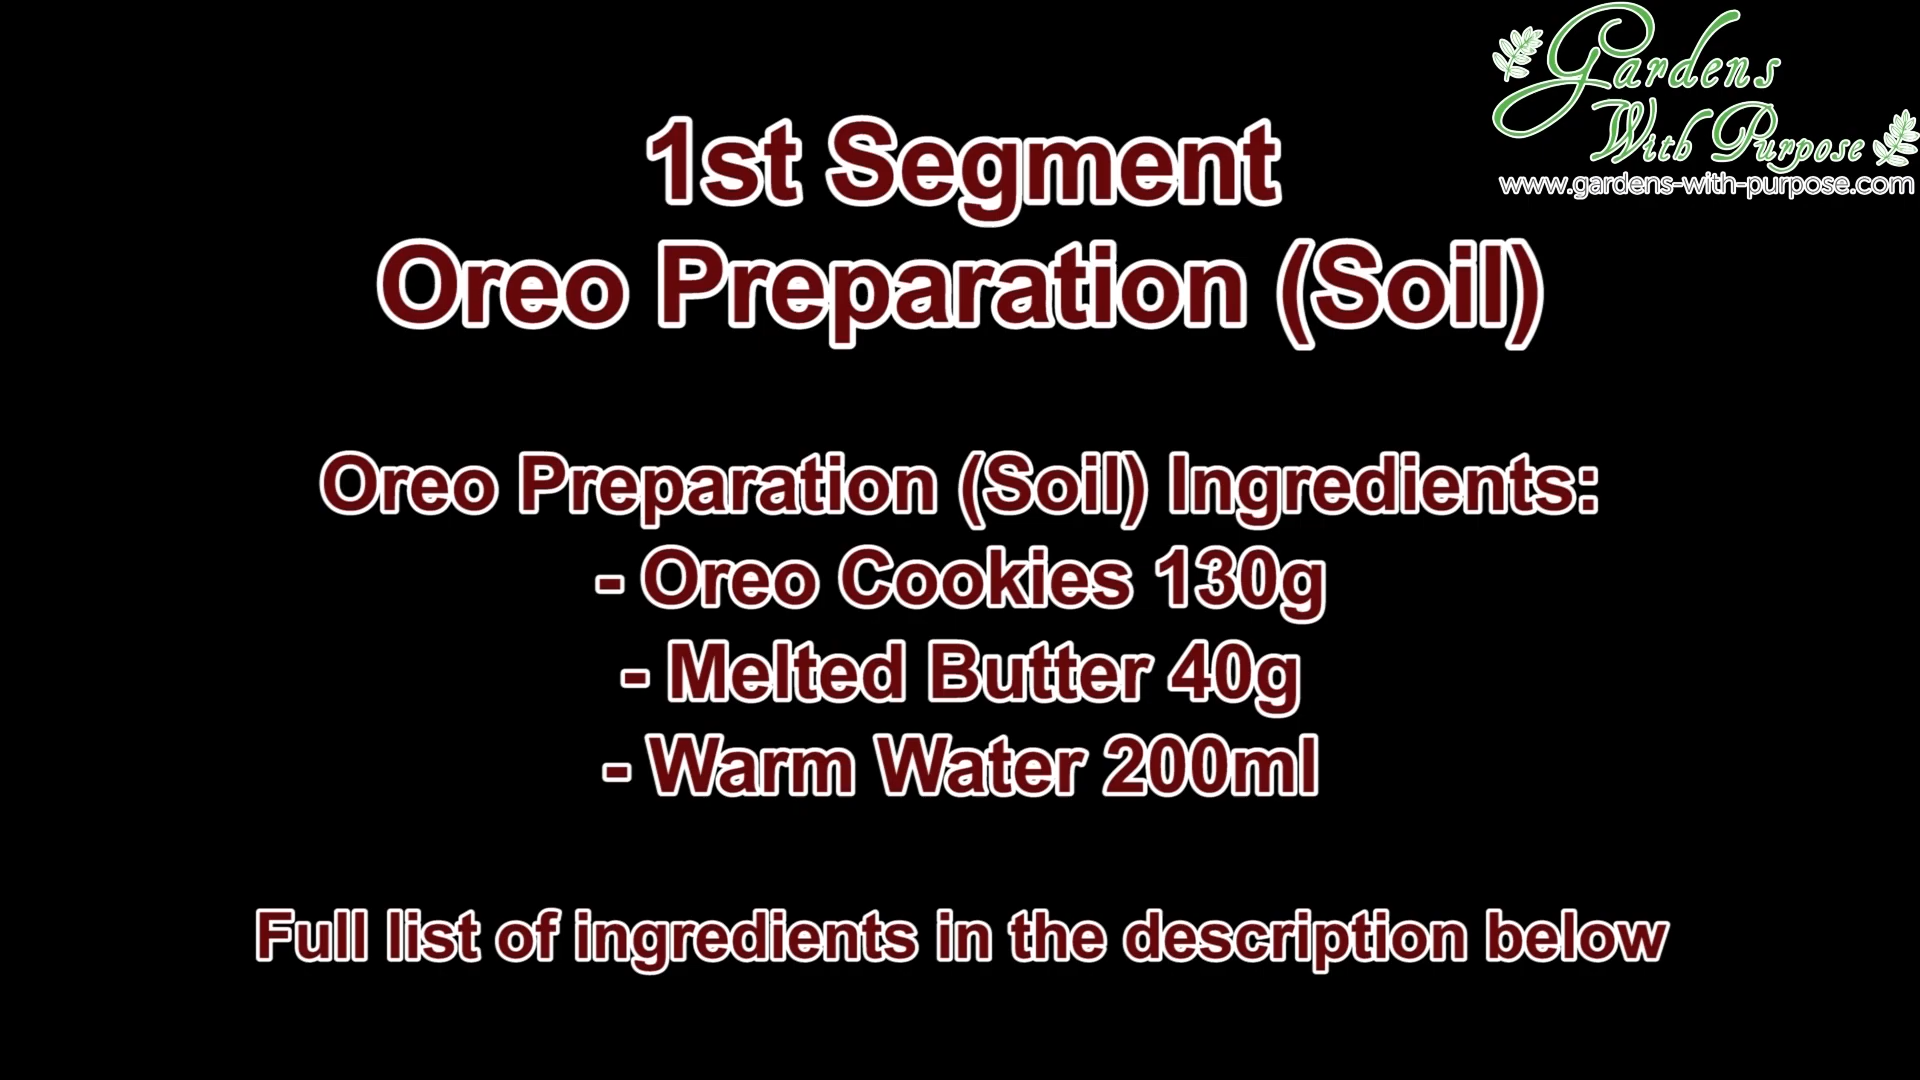 Gardens
With Purpose
www.gardens-with-purpose.com
1st Segment
Oreo Preparation (Soil)
Oreo Preparation (Soil) Ingredients:
- Oreo Cookies 130g
- Melted Butter 40g
- Warm Water 200ml
Full list of ingredients in the description below